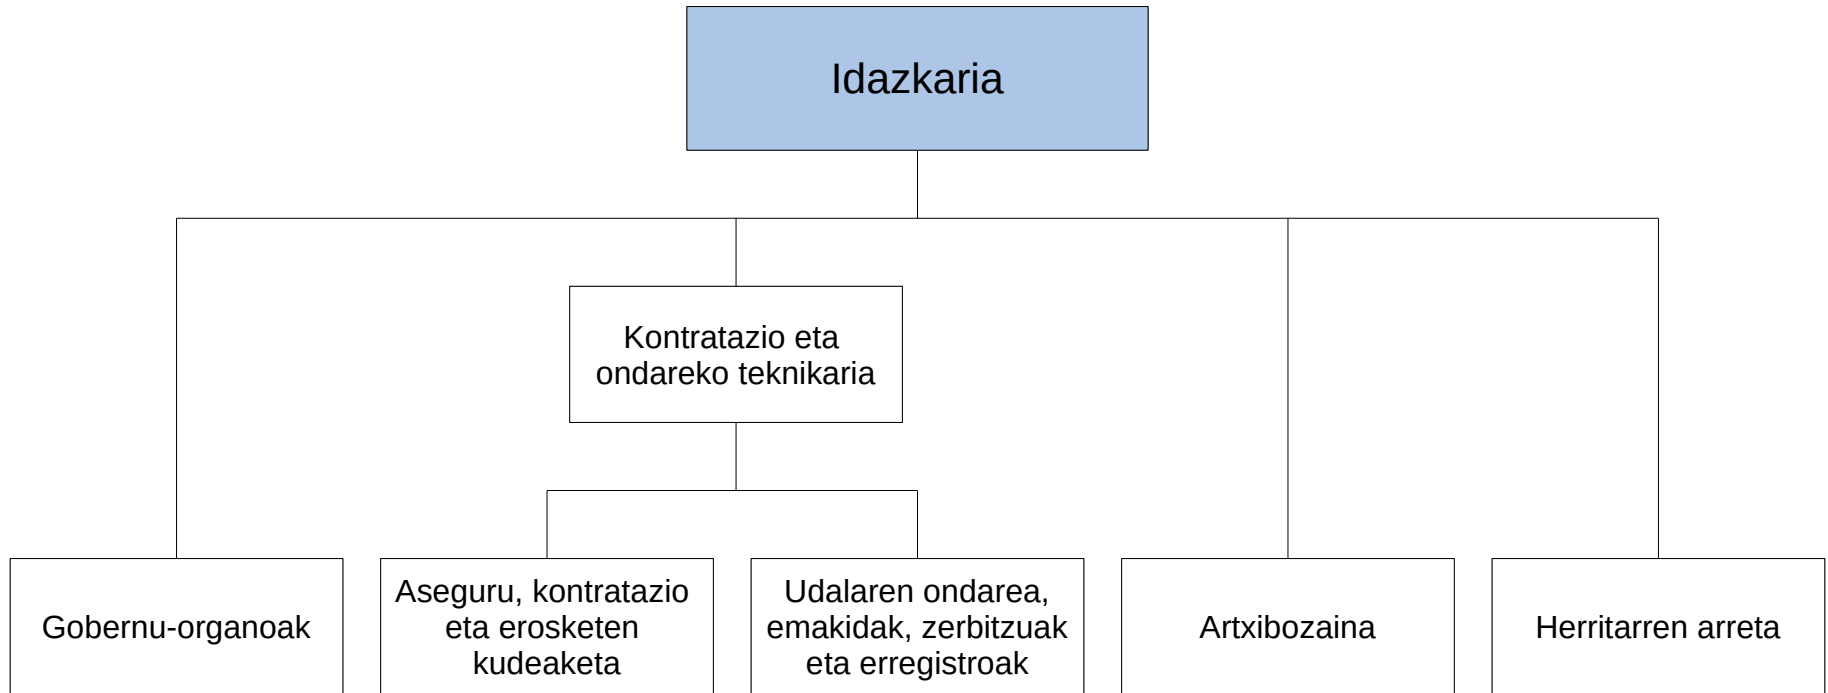 Idazkaria
Kontratazio eta
ondareko teknikaria
Gobernu-organoak
Aseguru, kontratazio
eta erosketen
kudeaketa
Udalaren ondarea,
emakidak, zerbitzuak
eta erregistroak
Artxibozaina
Herritarren arreta